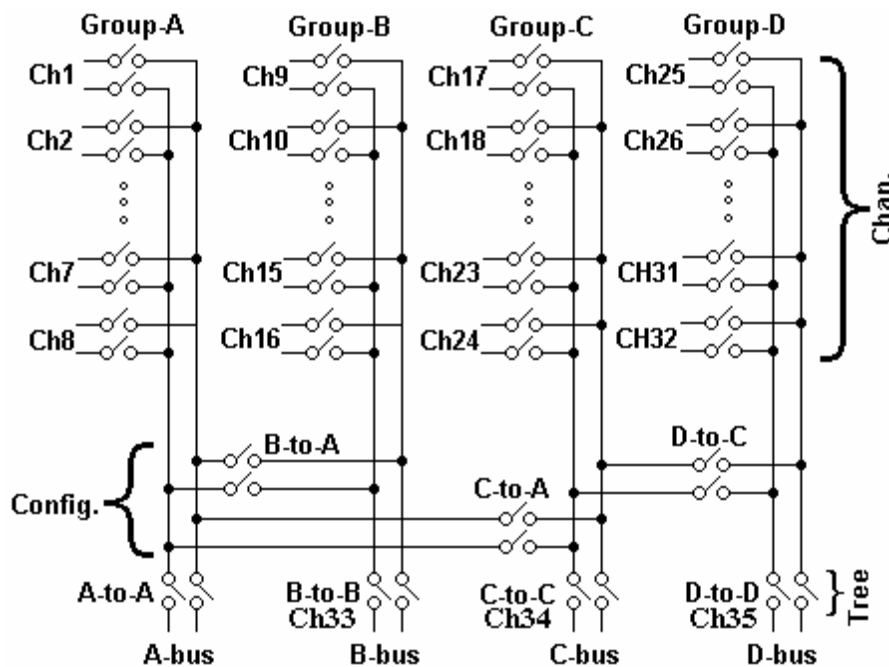 Group-A Group-B Group-C Group-D
Ch1 Ch9 Ch17 Ch25
Ch2 Ch10 Ch18 Ch26
Chan.
Ch7 Ch15 Ch23 CH31
Ch8 Ch16 Ch24 CH32
B-to-A D-to-C
C-to-A
Config.
A-to-A B-to-B C-to-C D-to-D
Ch33 Ch34 Ch35
Tree
A-bus B-bus C-bus D-bus